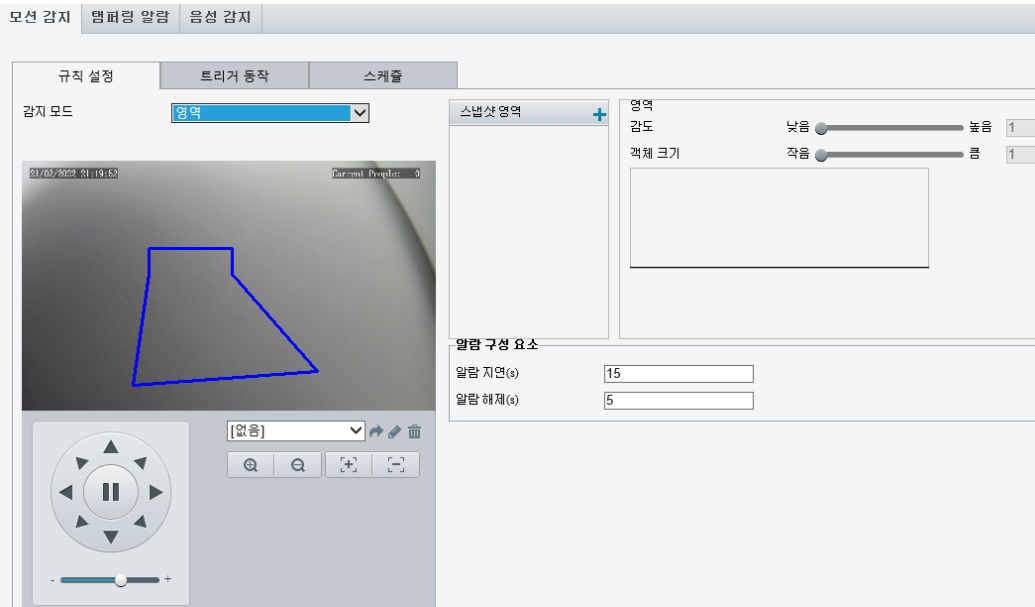 모션 감지 탬퍼링 알람 음성 감지
규칙 설정 트리거 동작 스케쥴
감지 모드 영역
스냅샷 영역
영역
감도 낮음 높음 1
객체 크기 작음 큼 1
21/02/2022 21:19:52 Current People: 0
알람 구성 요소
알람 지연(s) 15
알람 해제(s) 5
[없음]
- +